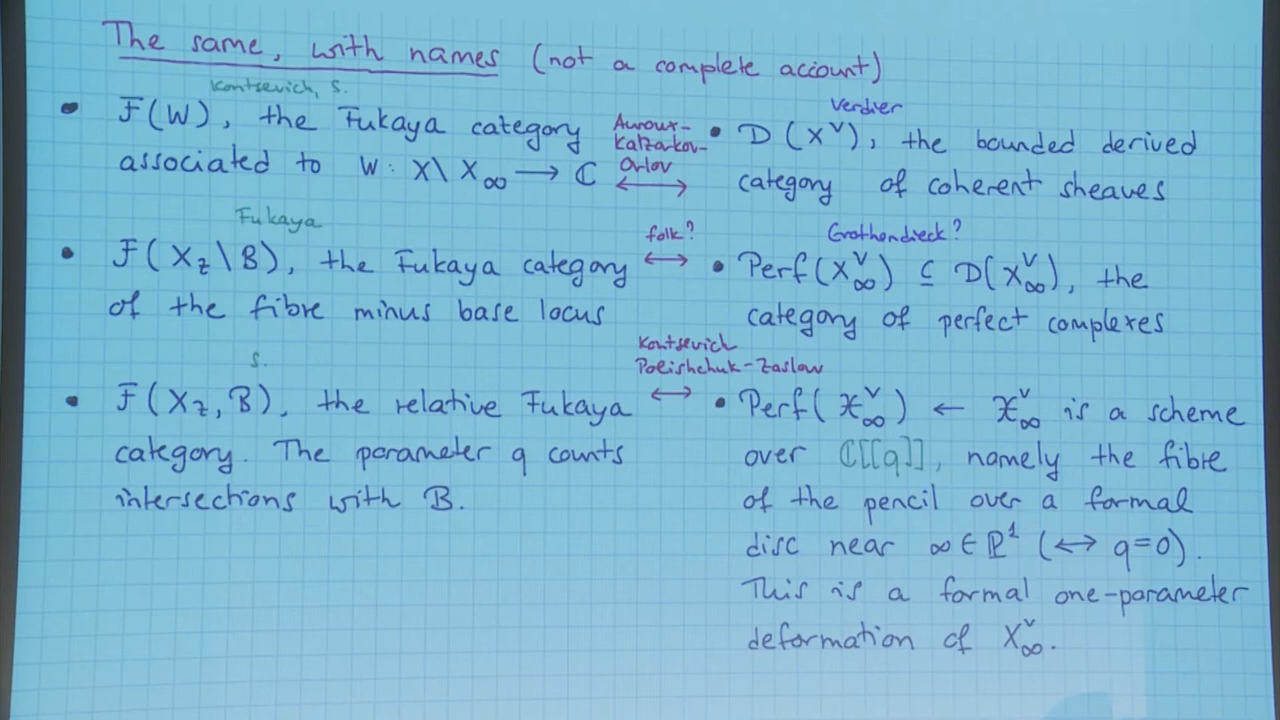 The same, with names (not a complete account)
Kontsevich, S.
• F(W), the Fukaya category
associated to W: X\X∞ → ℂ
Auroux-
Katzarkov-
Orlov
↔
Verdier
• D(X^∨), the bounded derived
category of coherent sheaves
Fukaya
• F(X_z\B), the Fukaya category
of the fibre minus base locus
folk?
↔
Grothendieck?
• Perf(X^∨_∞) ⊆ D(X^∨_∞), the
category of perfect complexes
S.
• F(X_z, B), the relative Fukaya
category. The parameter q counts
intersections with B.
Kontsevich
Polishchuk-Zaslow
↔
• Perf(𝒳^∨_∞) ← 𝒳^∨_∞ is a scheme
over ℂ[[q]], namely the fibre
of the pencil over a formal
disc near ∞ ∈ ℙ¹ (↔ q=0).
This is a formal one-parameter
deformation of X^∨_∞.